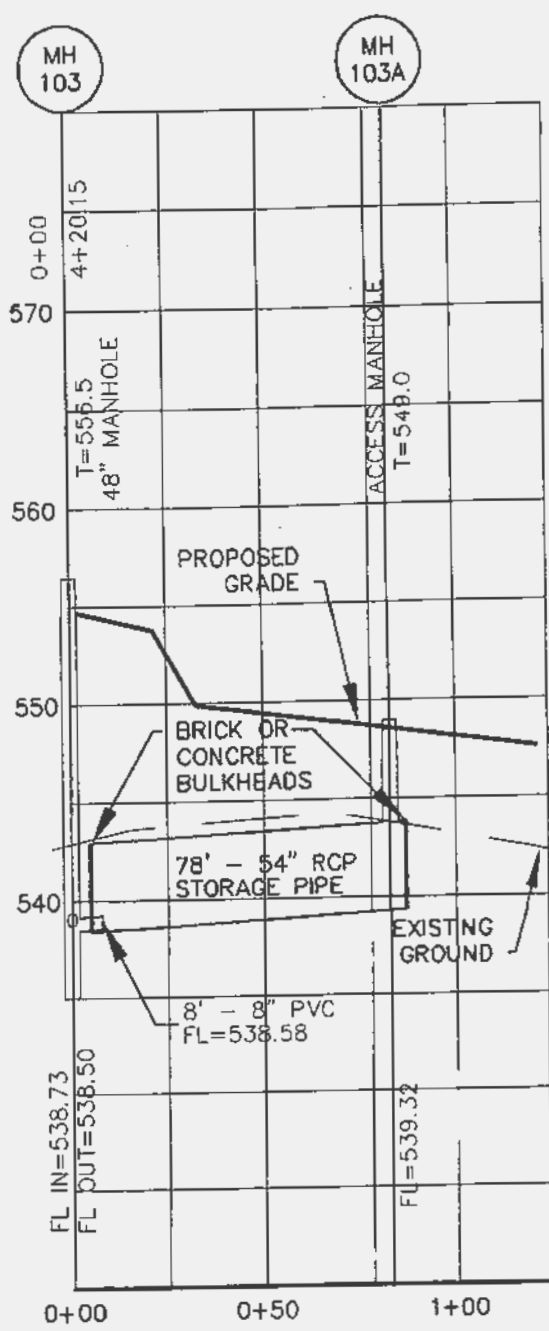 MH
103
MH
103A
0+00
4+20.15
570
T=556.5
48" MANHOLE
ACCESS MANHOLE
T=549.0
560
PROPOSED
GRADE
550
BRICK OR
CONCRETE
BULKHEADS
78' - 54" RCP
STORAGE PIPE
540
EXISTING
GROUND
8' - 8" PVC
FL=538.58
FL IN=538.73
FL OUT=538.50
FL=539.32
0+00
0+50
1+00